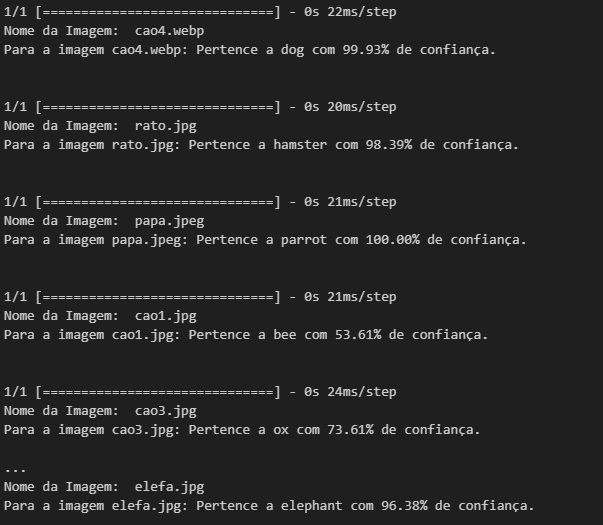 1/1 [==============================] - 0s 22ms/step
Nome da Imagem:  cao4.webp
Para a imagem cao4.webp: Pertence a dog com 99.93% de confiança.
1/1 [==============================] - 0s 20ms/step
Nome da Imagem:  rato.jpg
Para a imagem rato.jpg: Pertence a hamster com 98.39% de confiança.
1/1 [==============================] - 0s 21ms/step
Nome da Imagem:  papa.jpeg
Para a imagem papa.jpeg: Pertence a parrot com 100.00% de confiança.
1/1 [==============================] - 0s 21ms/step
Nome da Imagem:  cao1.jpg
Para a imagem cao1.jpg: Pertence a bee com 53.61% de confiança.
1/1 [==============================] - 0s 24ms/step
Nome da Imagem:  cao3.jpg
Para a imagem cao3.jpg: Pertence a ox com 73.61% de confiança.
...
Nome da Imagem:  elefa.jpg
Para a imagem elefa.jpg: Pertence a elephant com 96.38% de confiança.